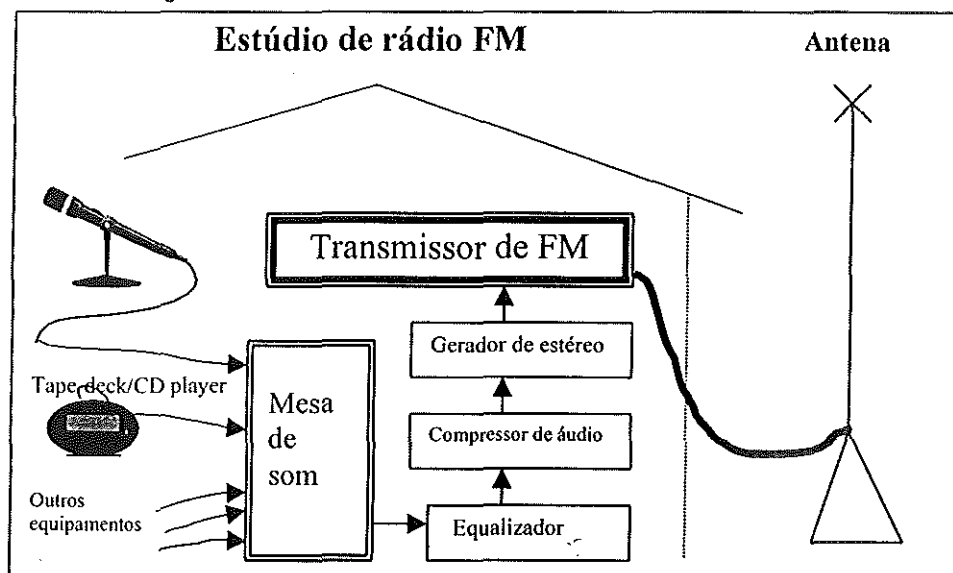 Estúdio de rádio FM
Antena
Transmissor de FM
Gerador de estéreo
Tape deck/CD player
Mesa
de
som
Compressor de áudio
Outros
equipamentos
Equalizador